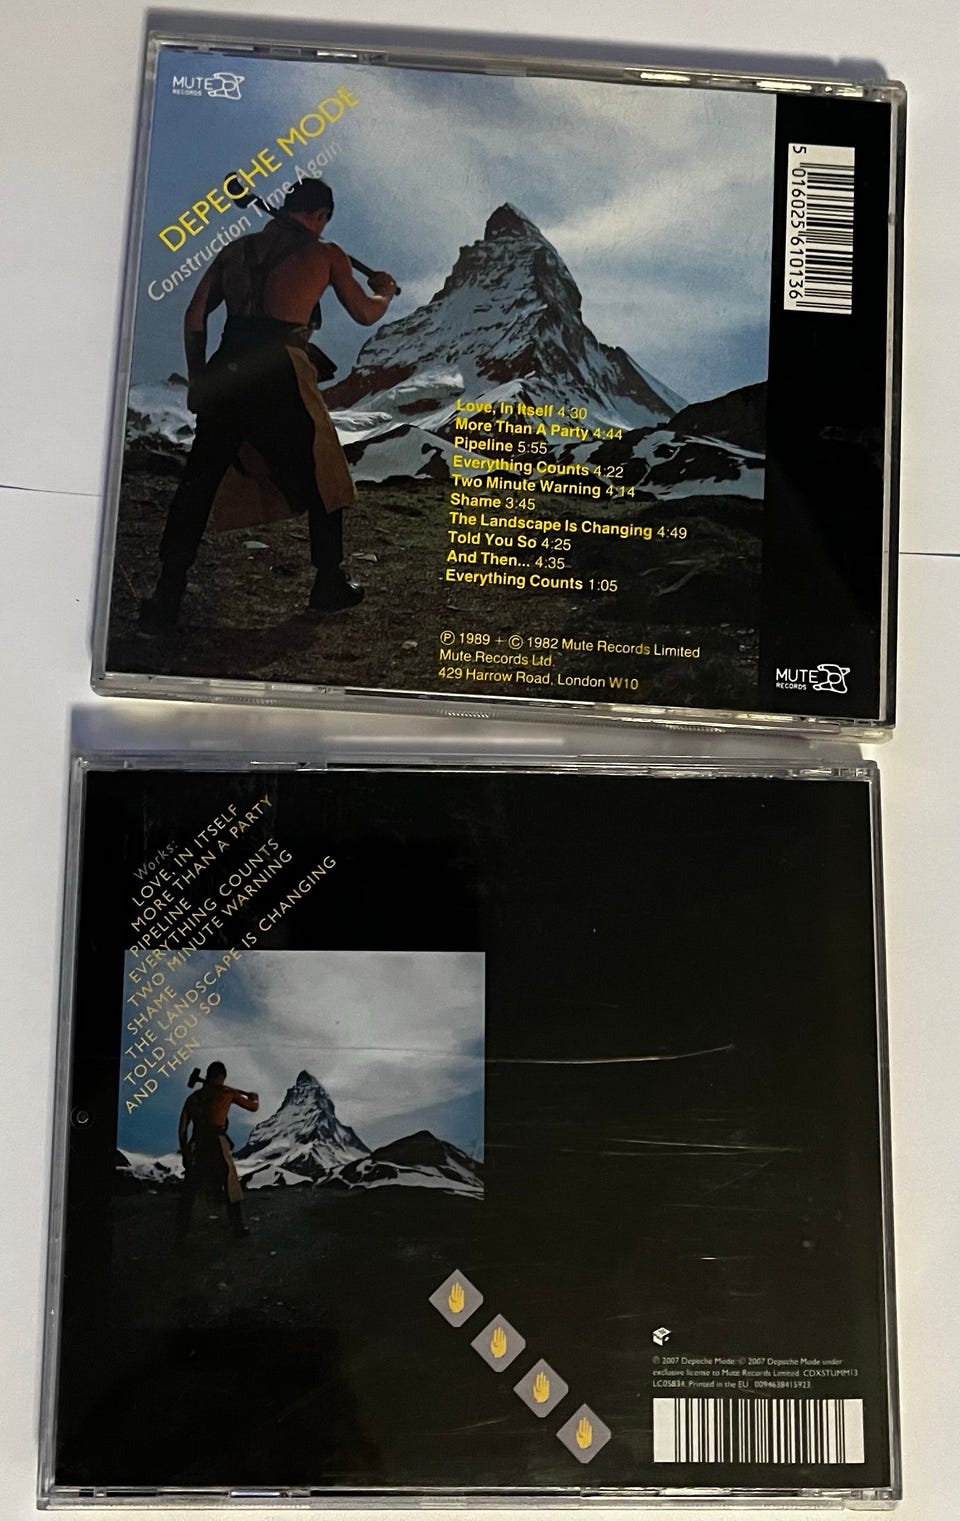 MUTE
RECORDS
DEPECHE MODE
Construction Time Again
5 016025 610136
Love, In Itself 4:30
More Than A Party 4:44
Pipeline 5:55
Everything Counts 4:22
Two Minute Warning 4:14
Shame 3:45
The Landscape Is Changing 4:49
Told You So 4:25
And Then... 4:35
Everything Counts 1:05
℗ 1989 + © 1982 Mute Records Limited
Mute Records Ltd
429 Harrow Road, London W10
MUTE
RECORDS
Works:
LOVE, IN ITSELF
MORE THAN A PARTY
PIPELINE
EVERYTHING COUNTS
TWO MINUTE WARNING
SHAME
THE LANDSCAPE IS CHANGING
TOLD YOU SO
AND THEN
℗ 2007 Depeche Mode. © 2007 Depeche Mode under
exclusive license to Mute Records Limited. CDXSTUMM13
LC05834. Printed in the EU. 0094638415923